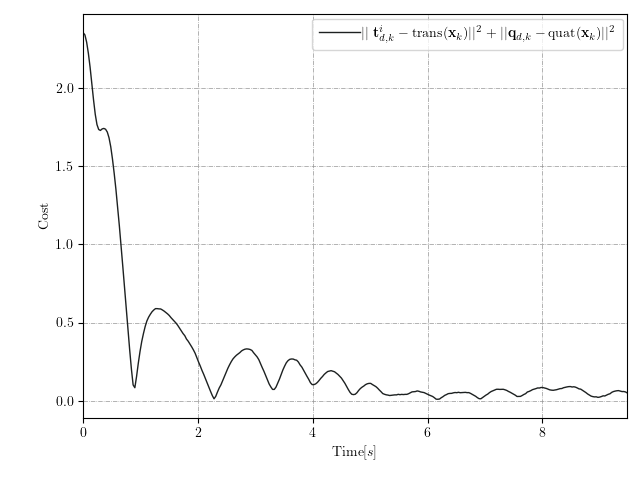 || t^i_{d,k} − trans(x_k)||^2 + ||q_{d,k} − quat(x_k)||^2
2.0
1.5
1.0
0.5
0.0
Cost
0 2 4 6 8
Time[s]